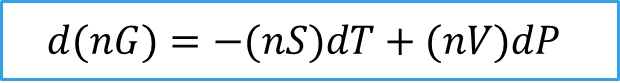 d(nG) = −(nS)dT + (nV)dP